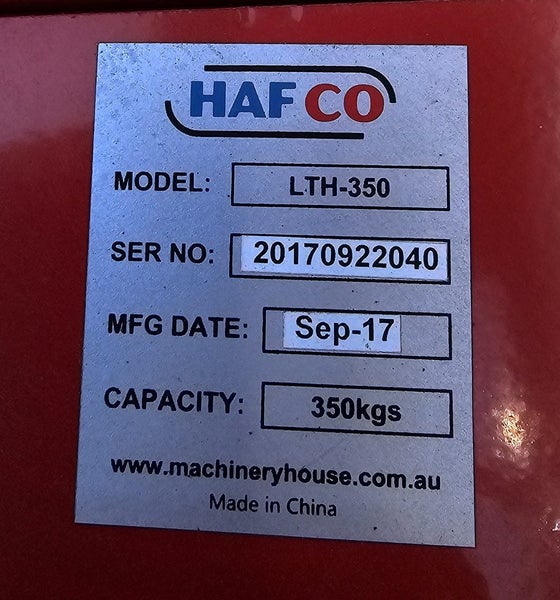 HAFCO
MODEL: LTH-350
SER NO: 20170922040
MFG DATE: Sep-17
CAPACITY: 350kgs
www.machineryhouse.com.au
Made in China